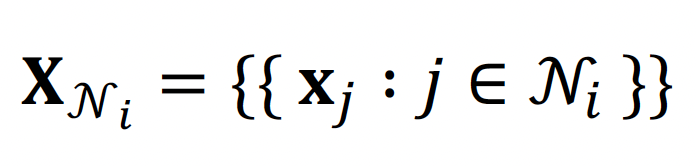 𝐗_{𝒩_i} = {{ 𝐱_j : j ∈ 𝒩_i }}